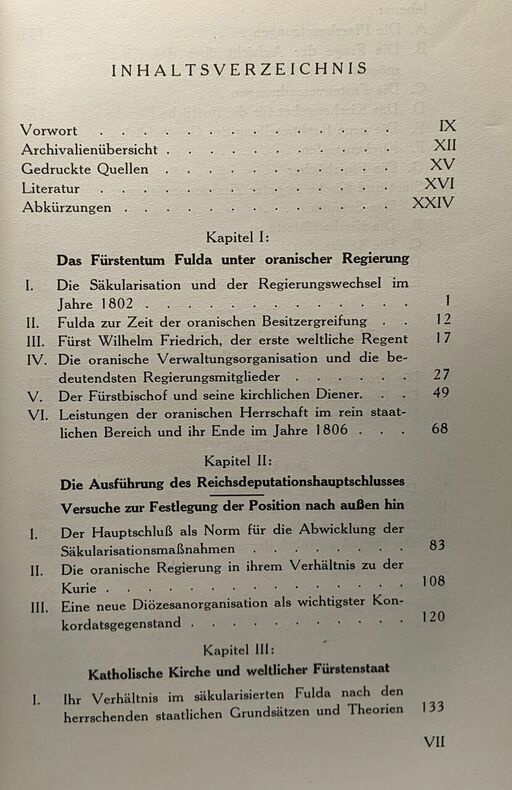 INHALTSVERZEICHNIS
Vorwort . . . . . . . . . . . . . IX
Archivalienübersicht . . . . . . . . . . XII
Gedruckte Quellen . . . . . . . . . . XV
Literatur . . . . . . . . . . . . . XVI
Abkürzungen . . . . . . . . . . . . XXIV
Kapitel I:
Das Fürstentum Fulda unter oranischer Regierung
I. Die Säkularisation und der Regierungswechsel im
Jahre 1802 . . . . . . . . . . . 1
II. Fulda zur Zeit der oranischen Besitzergreifung . . 12
III. Fürst Wilhelm Friedrich, der erste weltliche Regent 17
IV. Die oranische Verwaltungsorganisation und die be-
deutendsten Regierungsmitglieder . . . . . . 27
V. Der Fürstbischof und seine kirchlichen Diener. . . 49
VI. Leistungen der oranischen Herrschaft im rein staat-
lichen Bereich und ihr Ende im Jahre 1806 . . . 68
Kapitel II:
Die Ausführung des Reichsdeputationshauptschlusses
Versuche zur Festlegung der Position nach außen hin
I. Der Hauptschluß als Norm für die Abwicklung der
Säkularisationsmaßnahmen . . . . . . . 83
II. Die oranische Regierung in ihrem Verhältnis zu der
Kurie . . . . . . . . . . . . . 108
III. Eine neue Diözesanorganisation als wichtigster Kon-
kordatsgegenstand . . . . . . . . . 120
Kapitel III:
Katholische Kirche und weltlicher Fürstenstaat
I. Ihr Verhältnis im säkularisierten Fulda nach den
herrschenden staatlichen Grundsätzen und Theorien 133
VII